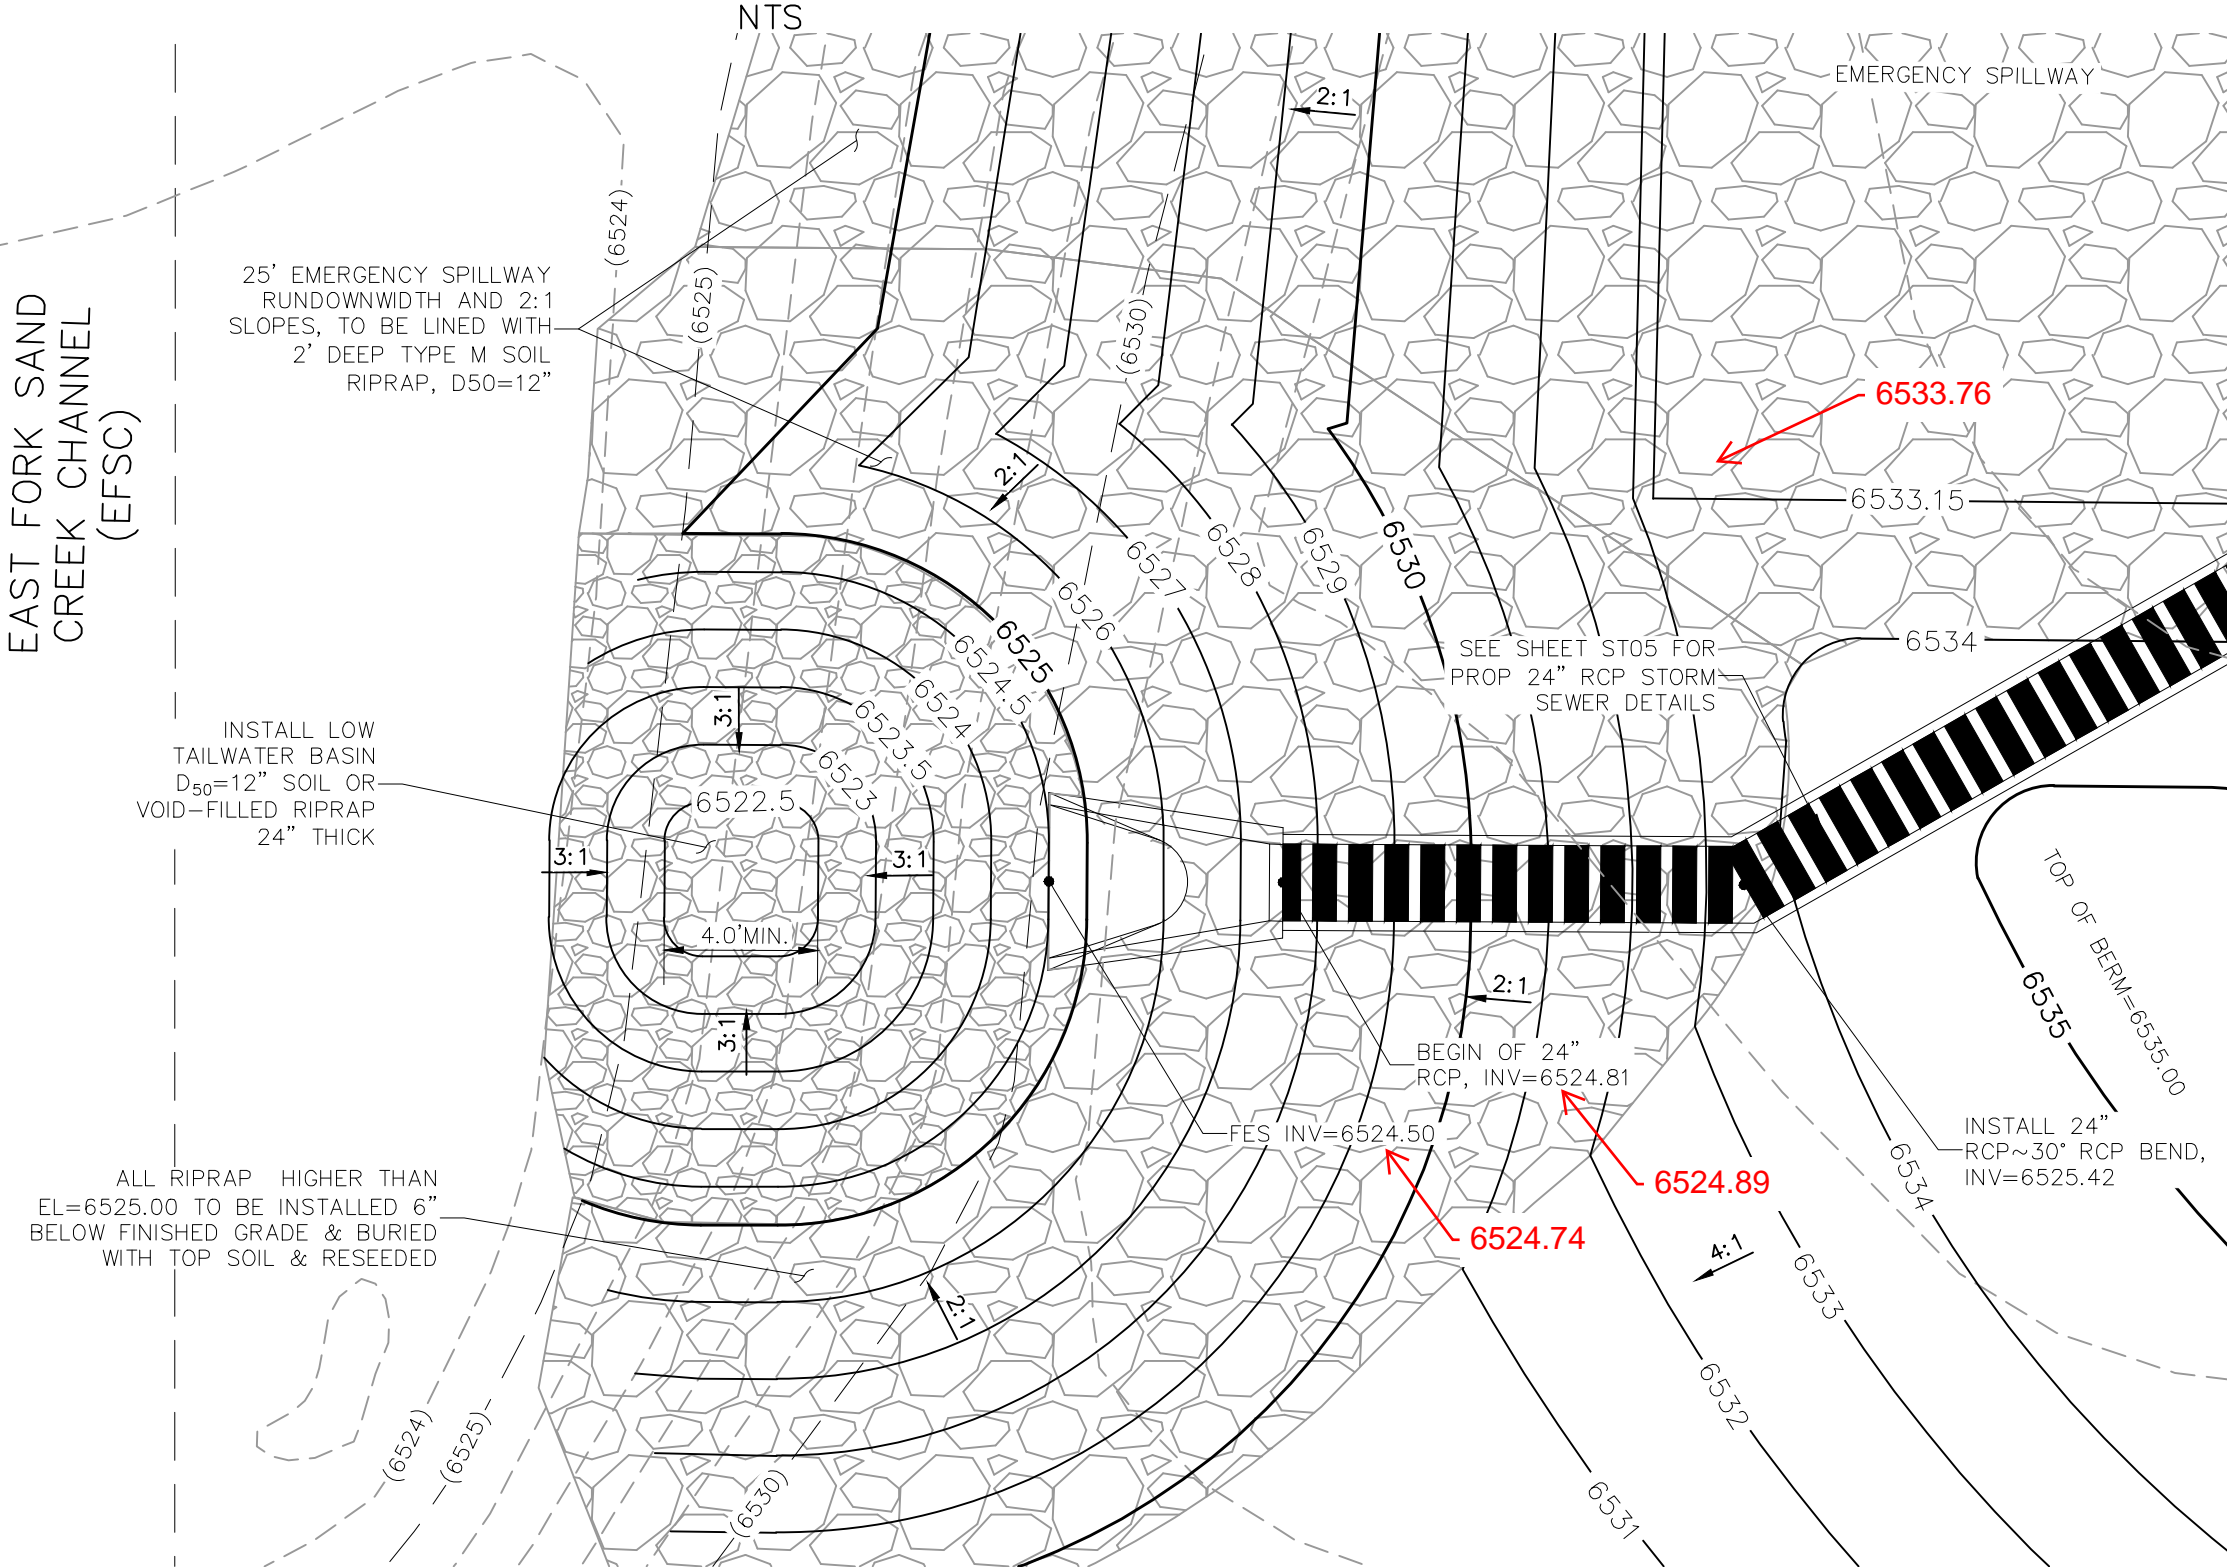 NTS
EMERGENCY SPILLWAY
2:1
(6524)
25' EMERGENCY SPILLWAY
RUNDOWNWIDTH AND 2:1
SLOPES, TO BE LINED WITH
2' DEEP TYPE M SOIL
RIPRAP, D50=12"
(6525)
(6530)
6533.76
EAST FORK SAND
CREEK CHANNEL
(EFSC)
2:1
6533.15
6530
6529
6528
6527
6526
6525
6524.5
6524
6523.5
6523
6522.5
SEE SHEET ST05 FOR
PROP 24" RCP STORM
SEWER DETAILS
6534
3:1
INSTALL LOW
TAILWATER BASIN
D₅₀=12" SOIL OR
VOID-FILLED RIPRAP
24" THICK
3:1
3:1
4.0'MIN.
3:1
TOP OF BERM=6535.00
6535
2:1
BEGIN OF 24"
RCP, INV=6524.81
FES INV=6524.50
6524.89
6524.74
INSTALL 24"
RCP~30° RCP BEND,
INV=6525.42
ALL RIPRAP  HIGHER THAN
EL=6525.00 TO BE INSTALLED 6"
BELOW FINISHED GRADE & BURIED
WITH TOP SOIL & RESEEDED
6534
4:1
6533
2:1
6532
(6524)
(6525)
(6530)
6531